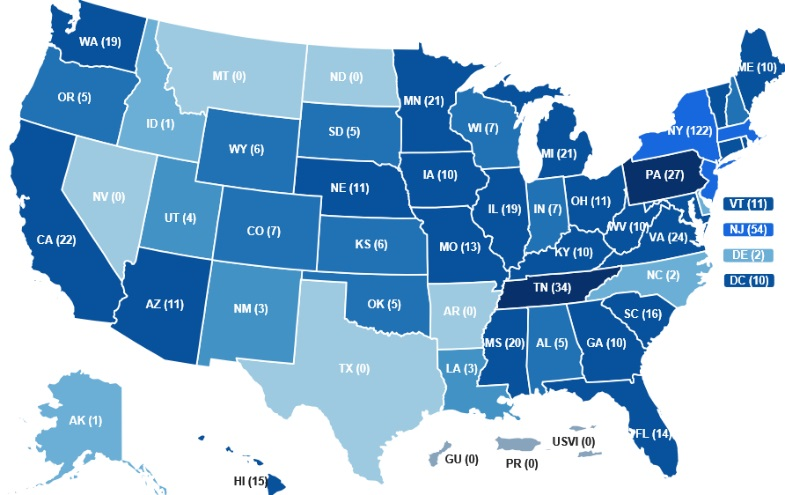 WA (19)
ME (10)
MT (0)
ND (0)
OR (5)
MN (21)
ID (1)
WI (7)
NY (122)
SD (5)
WY (6)
MI (21)
PA (27)
IA (10)
NE (11)
NV (0)
OH (11)
VT (11)
IL (19)
IN (7)
UT (4)
WV (10)
NJ (54)
CO (7)
CA (22)
VA (24)
KS (6)
MO (13)
KY (10)
DE (2)
NC (2)
DC (10)
TN (34)
AZ (11)
OK (5)
NM (3)
AR (0)
SC (16)
MS (20)
AL (5)
GA (10)
TX (0)
LA (3)
AK (1)
FL (14)
USVI (0)
GU (0)
PR (0)
HI (15)